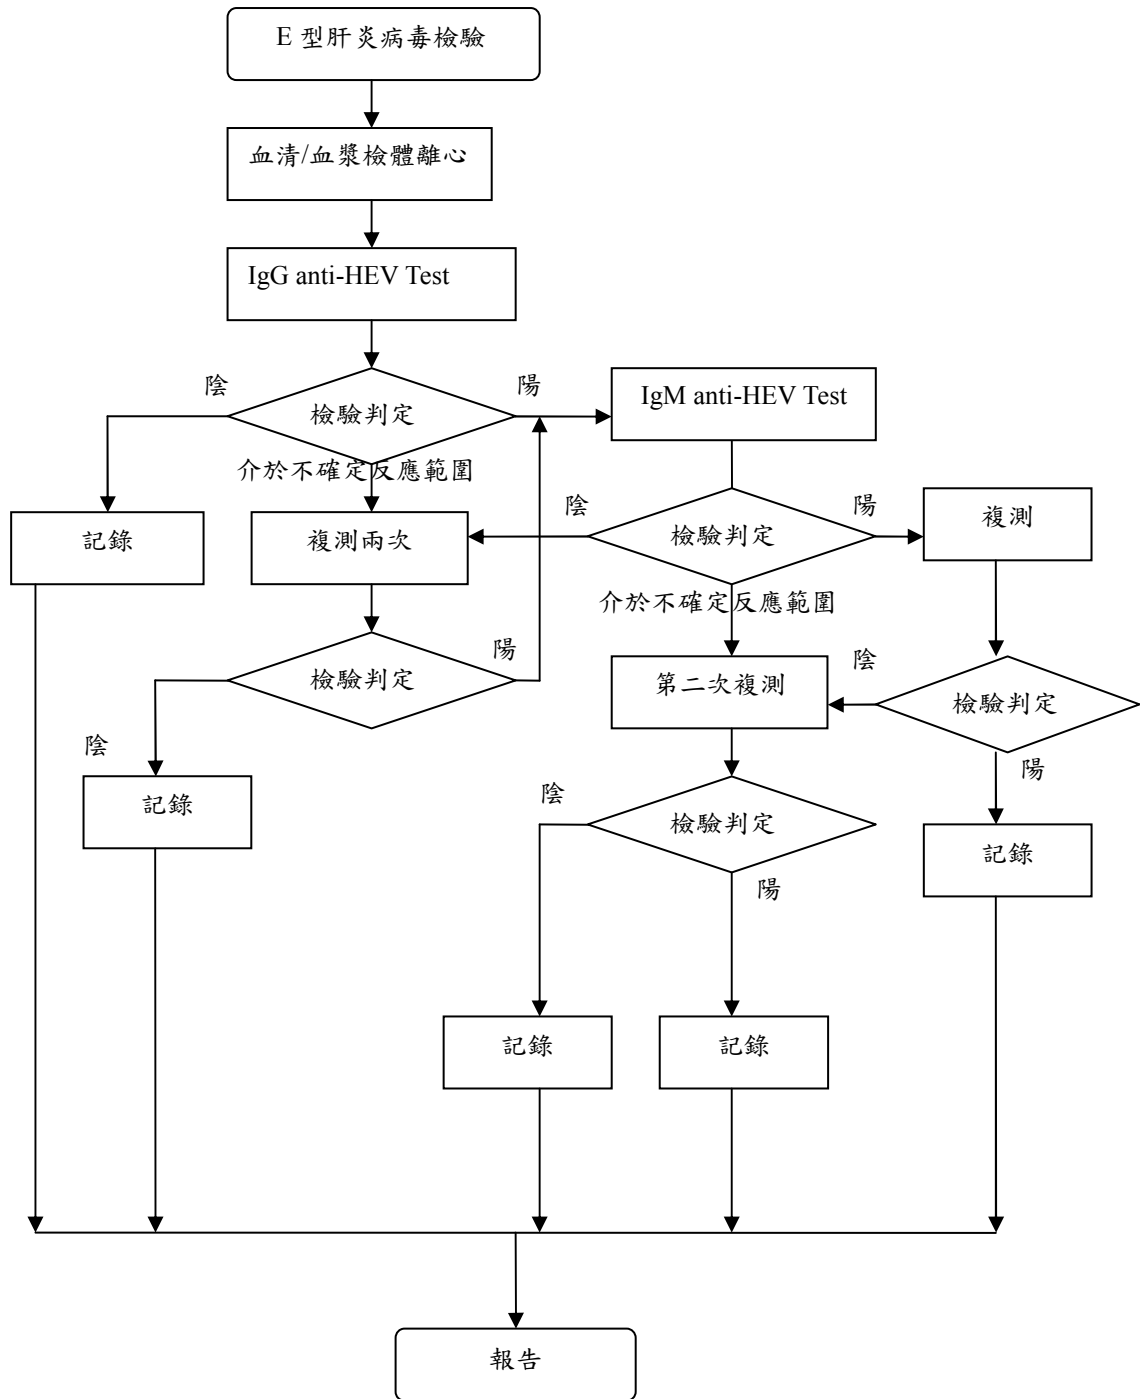 E 型肝炎病毒檢驗
血清/血漿檢體離心
IgG anti-HEV Test
陰
陽
檢驗判定
IgM anti-HEV Test
介於不確定反應範圍
記錄
複測兩次
陰
檢驗判定
陽
複測
介於不確定反應範圍
檢驗判定
陽
陰
記錄
第二次複測
陰
檢驗判定
陽
記錄
陰
檢驗判定
陽
記錄
記錄
報告